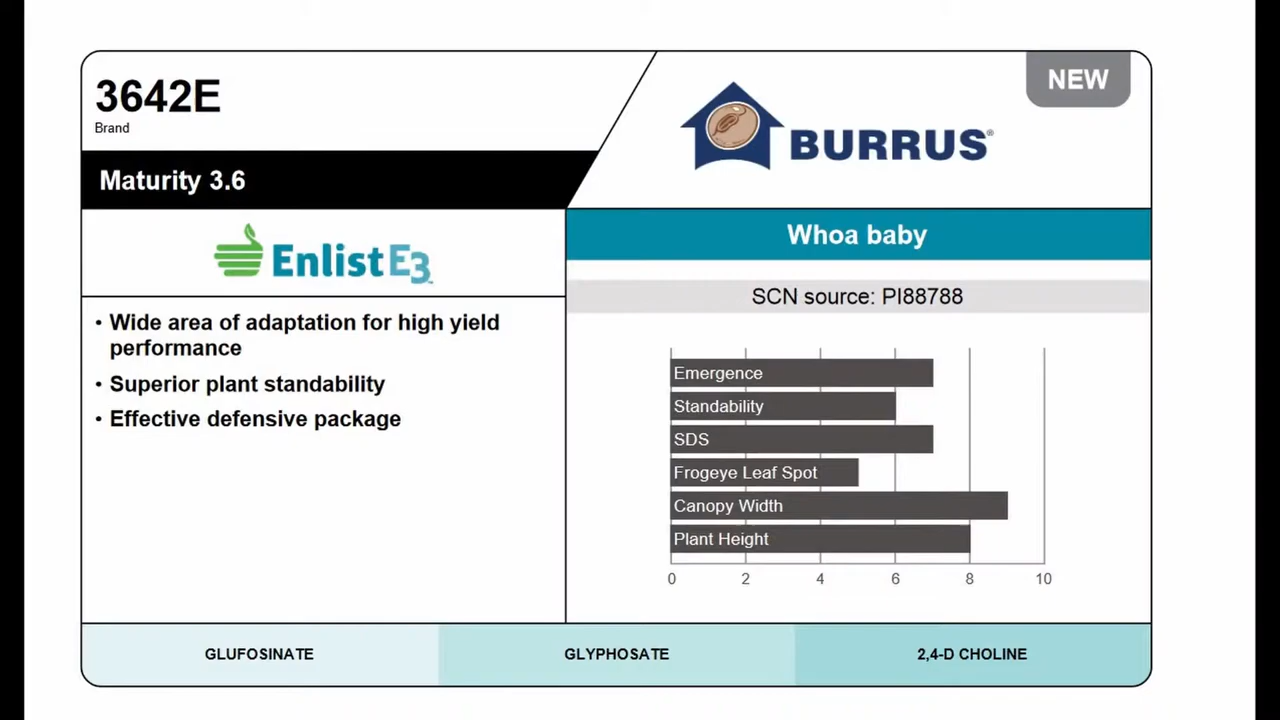 3642E
Brand
NEW
BURRUS®
Maturity 3.6
Enlist E3™
Whoa baby
SCN source: PI88788
• Wide area of adaptation for high yield
performance
• Superior plant standability
• Effective defensive package
Emergence
Standability
SDS
Frogeye Leaf Spot
Canopy Width
Plant Height
0 2 4 6 8 10
GLUFOSINATE
GLYPHOSATE
2,4-D CHOLINE